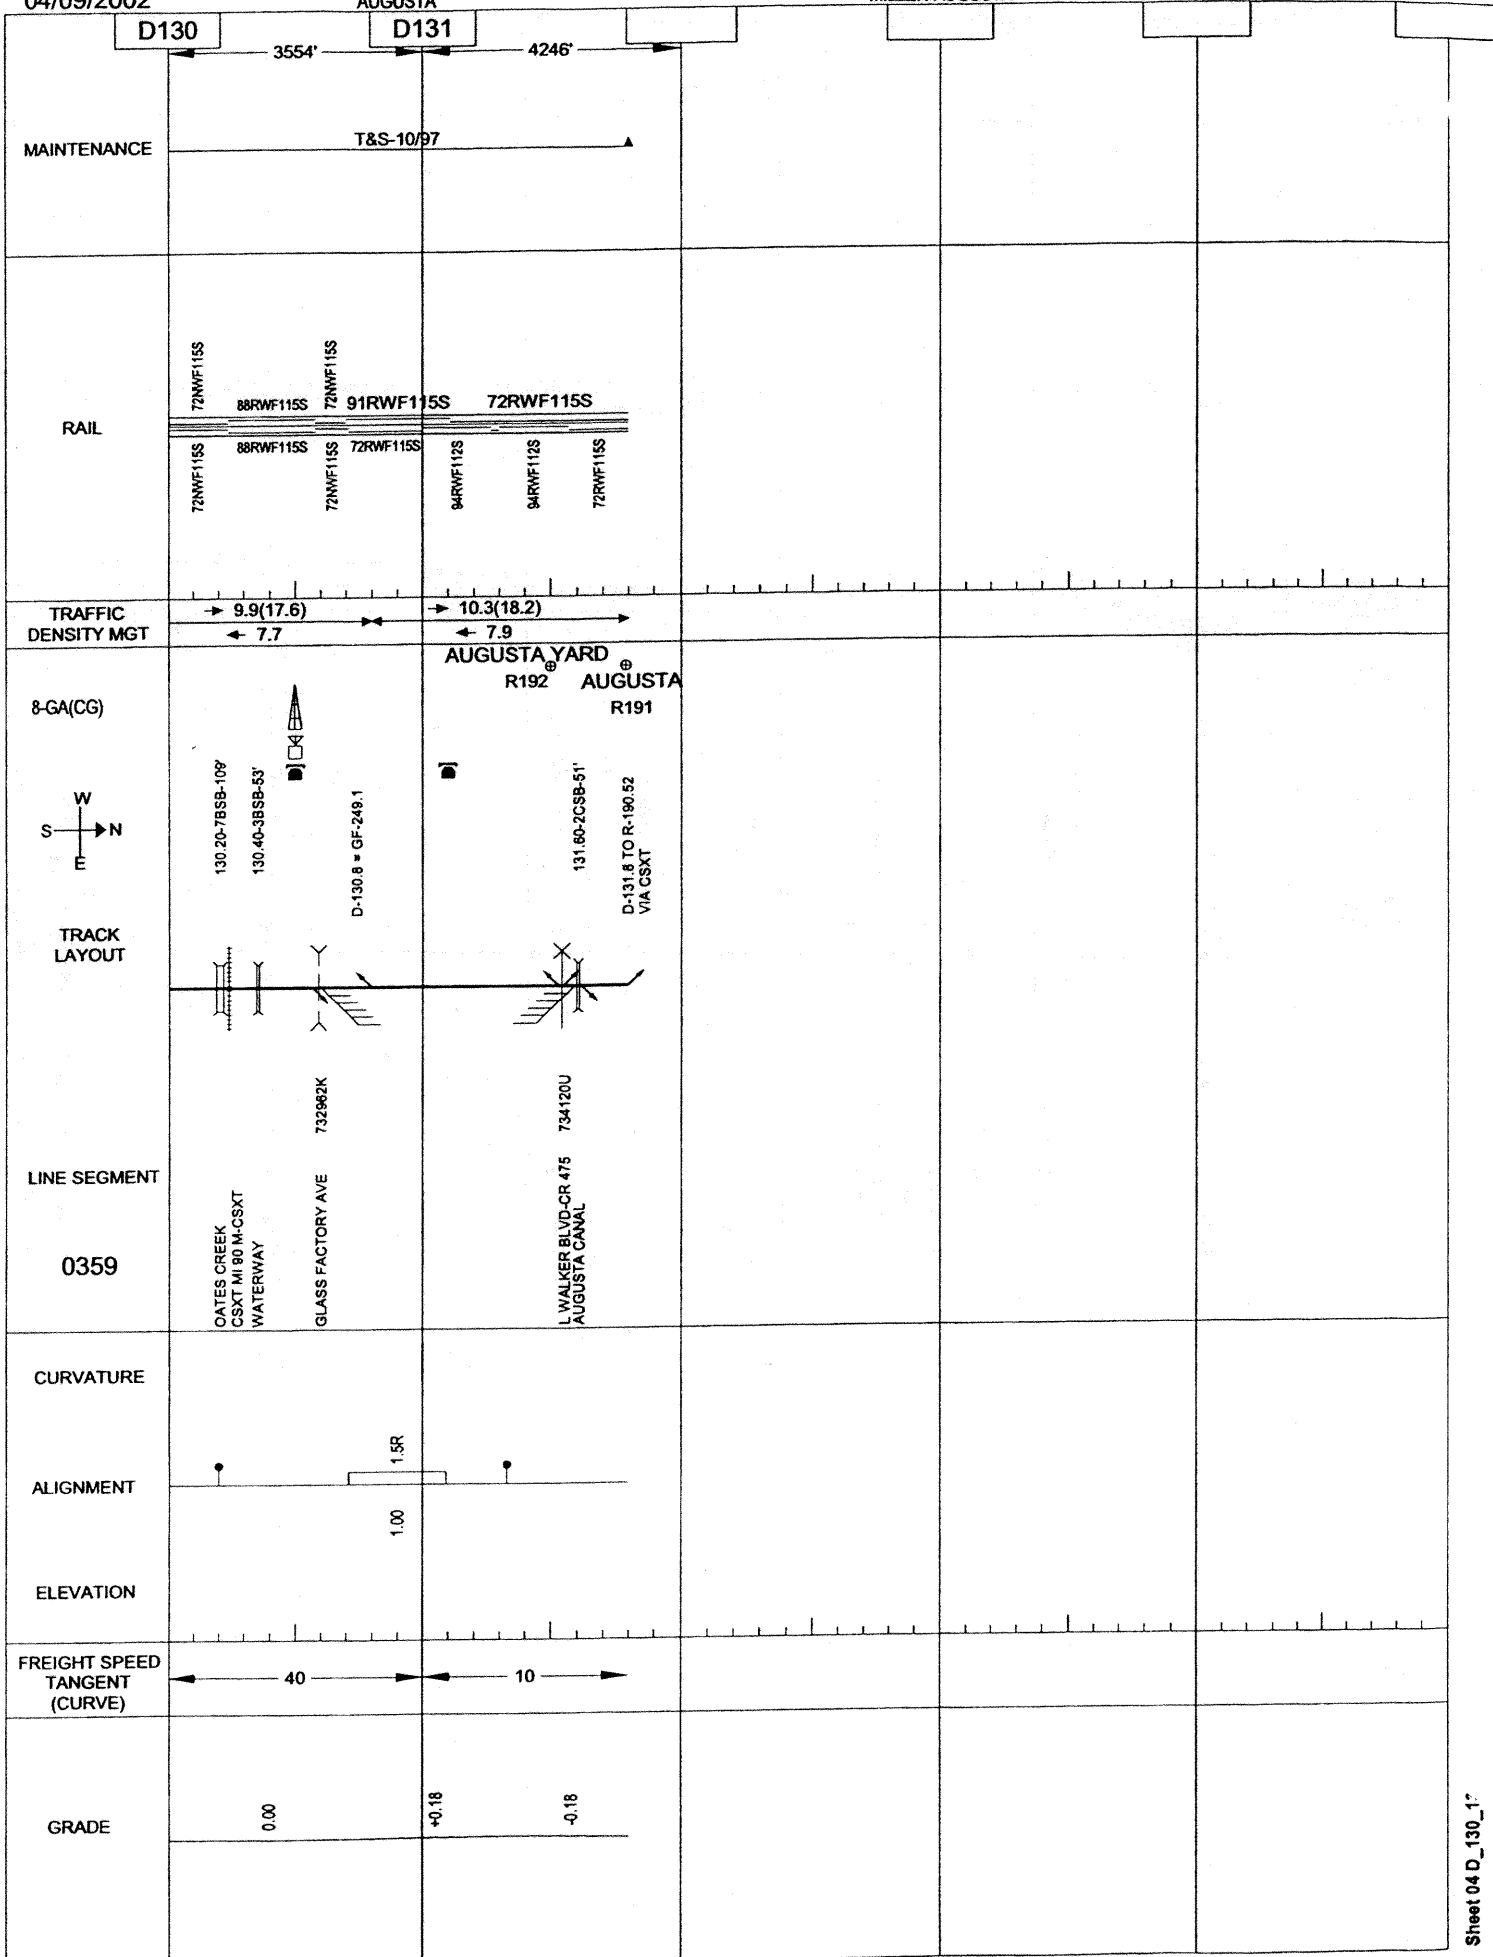 04/09/2002
AUGUSTA
D130
D131
3554'
4246'
MAINTENANCE
T&S-10/97
RAIL
72NWF115S
88RWF115S
72NWF115S
91RWF115S
72RWF115S
72NWF115S
88RWF115S
72NWF115S
72RWF115S
94RWF112S
94RWF112S
72RWF115S
TRAFFIC
DENSITY MGT
9.9(17.6)
7.7
10.3(18.2)
7.9
8-GA(CG)
AUGUSTA YARD
R192
AUGUSTA
R191
W
S
N
E
130.20-7BSB-109'
130.40-3BSB-53'
D-130.8 = GF-249.1
131.60-2CSB-51'
D-131.8 TO R-190.52
VIA CSXT
TRACK
LAYOUT
732962K
734120U
LINE SEGMENT
0359
OATES CREEK
CSXT MI 90 M-CSXT
WATERWAY
GLASS FACTORY AVE
L WALKER BLVD-CR 475
AUGUSTA CANAL
CURVATURE
ALIGNMENT
1.5R
1.00
ELEVATION
FREIGHT SPEED
TANGENT
(CURVE)
40
10
GRADE
0.00
+0.18
-0.18
Sheet 04 D_130_1